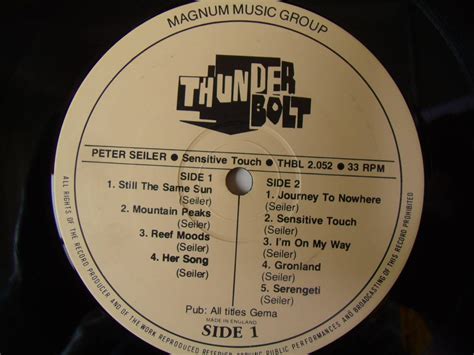 MAGNUM MUSIC GROUP
THUNDER
BOLT
PETER SEILER ● Sensitive Touch ● THBL 2.052 ● 33 RPM
SIDE 1
1. Still The Same Sun
(Seiler)
2. Mountain Peaks
(Seiler)
3. Reef Moods
(Seiler)
4. Her Song
(Seiler)
SIDE 2
1. Journey To Nowhere
(Seiler)
2. Sensitive Touch
(Seiler)
3. I'm On My Way
(Seiler)
4. Gronland
(Seiler)
5. Serengeti
(Seiler)
Pub: All titles Gema
MADE IN ENGLAND
SIDE 1
ALL RIGHTS OF THE RECORD PRODUCER AND OF THE WORK REPRODUCED RESERVED. COPYING, PUBLIC PERFORMANCES AND BROADCASTING OF THIS RECORD PROHIBITED